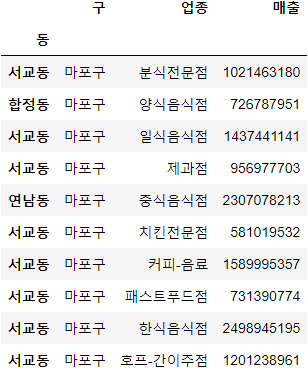 구 업종 매출
동
서교동 마포구 분식전문점 1021463180
합정동 마포구 양식음식점 726787951
서교동 마포구 일식음식점 1437441141
서교동 마포구 제과점 956977703
연남동 마포구 중식음식점 2307078213
서교동 마포구 치킨전문점 581019532
서교동 마포구 커피-음료 1589995357
서교동 마포구 패스트푸드점 731390774
서교동 마포구 한식음식점 2498945195
서교동 마포구 호프-간이주점 1201238961